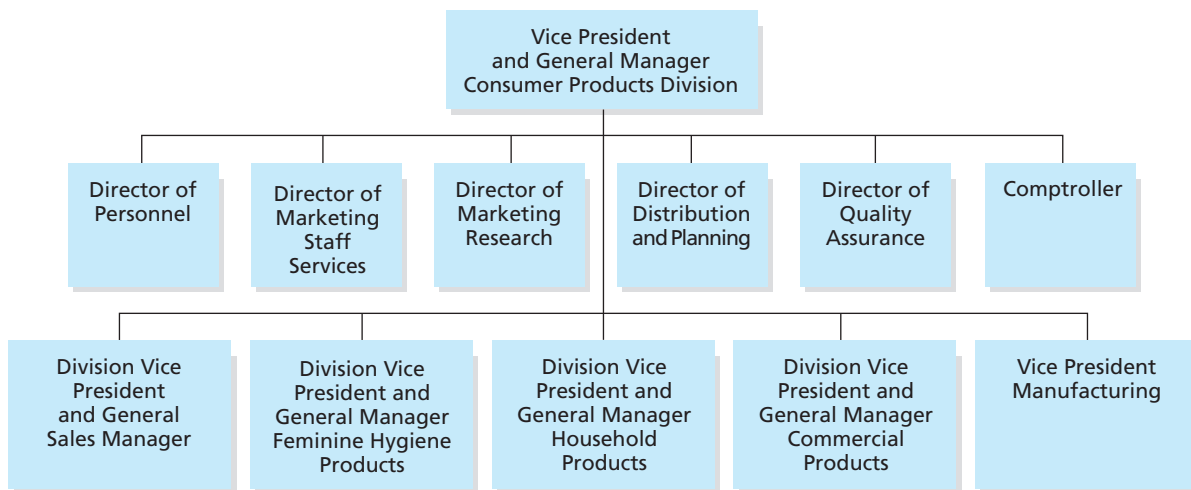 Vice President
and General Manager
Consumer Products Division
Director of
Personnel
Director of
Marketing
Staff
Services
Director of
Marketing
Research
Director of
Distribution
and Planning
Director of
Quality
Assurance
Comptroller
Division Vice
President
and General
Sales Manager
Division Vice
President and
General Manager
Feminine Hygiene
Products
Division Vice
President and
General Manager
Household
Products
Division Vice
President and
General Manager
Commercial
Products
Vice President
Manufacturing